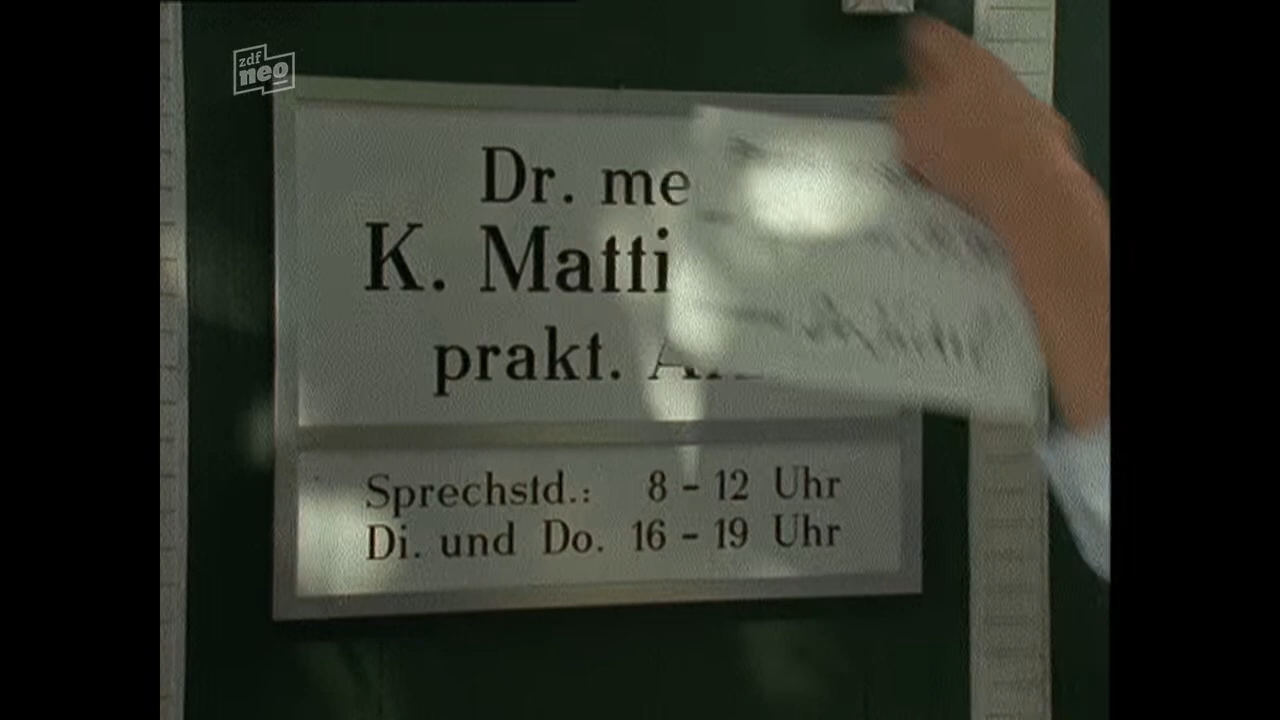 zdf
neo
Dr. me
K. Matti
prakt.
Sprechstd.: 8 - 12 Uhr
Di. und Do. 16 - 19 Uhr